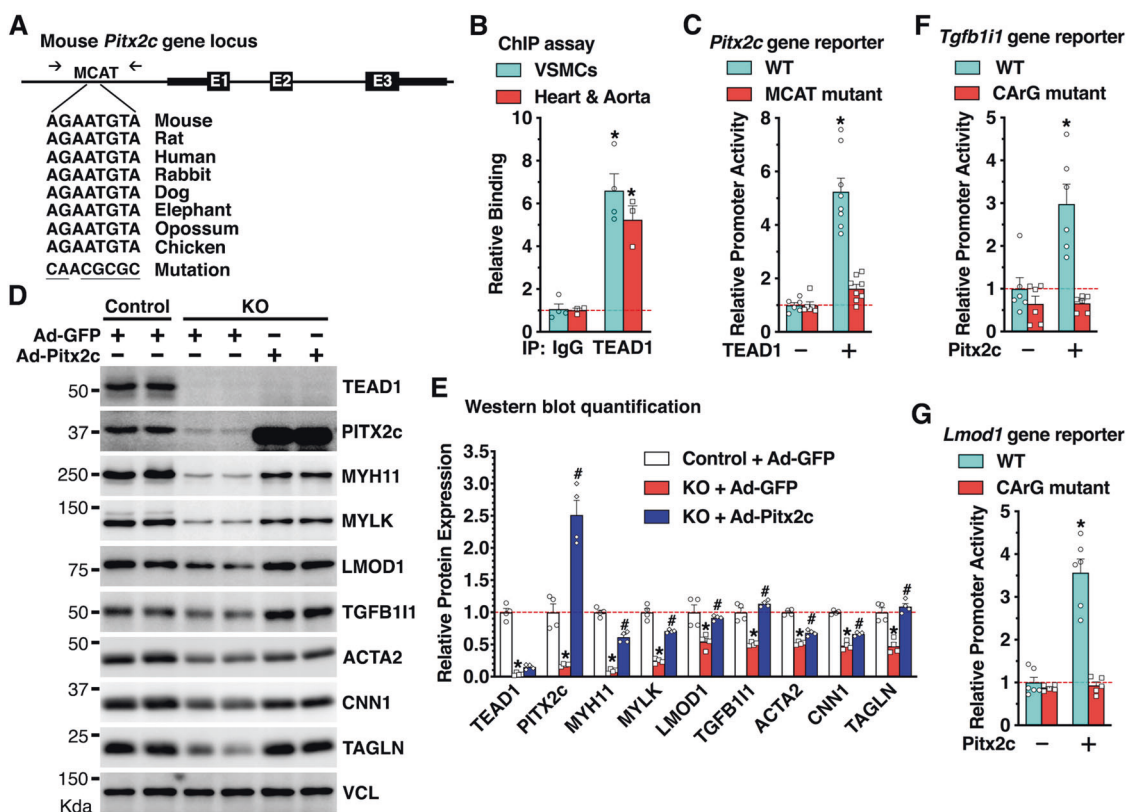 A
Mouse Pitx2c gene locus
MCAT
E1 E2 E3
AGAATGTA Mouse
AGAATGTA Rat
AGAATGTA Human
AGAATGTA Rabbit
AGAATGTA Dog
AGAATGTA Elephant
AGAATGTA Opossum
AGAATGTA Chicken
CAACGCGC Mutation
B
ChIP assay
VSMCs
Heart & Aorta
Relative Binding
10
8
6
4
2
0
* *
IP: IgG TEAD1
C
Pitx2c gene reporter
WT
MCAT mutant
Relative Promoter Activity
8
6
4
2
0
*
TEAD1 − +
F
Tgfb1i1 gene reporter
WT
CArG mutant
Relative Promoter Activity
5
4
3
2
1
0
*
Pitx2c − +
D
Control KO
Ad-GFP + + + + − −
Ad-Pitx2c − − − − + +
50 TEAD1
37 PITX2c
250 MYH11
150 MYLK
75 LMOD1
50 TGFB1I1
50 ACTA2
37 CNN1
25 TAGLN
150 VCL
Kda
E
Western blot quantification
Control + Ad-GFP
KO + Ad-GFP
KO + Ad-Pitx2c
Relative Protein Expression
3.5
3.0
2.5
2.0
1.5
1.0
0.5
0
* * # * # * # * # * # * # * # * #
TEAD1 PITX2c MYH11 MYLK LMOD1 TGFB1I1 ACTA2 CNN1 TAGLN
G
Lmod1 gene reporter
WT
CArG mutant
Relative Promoter Activity
5
4
3
2
1
0
*
Pitx2c − +